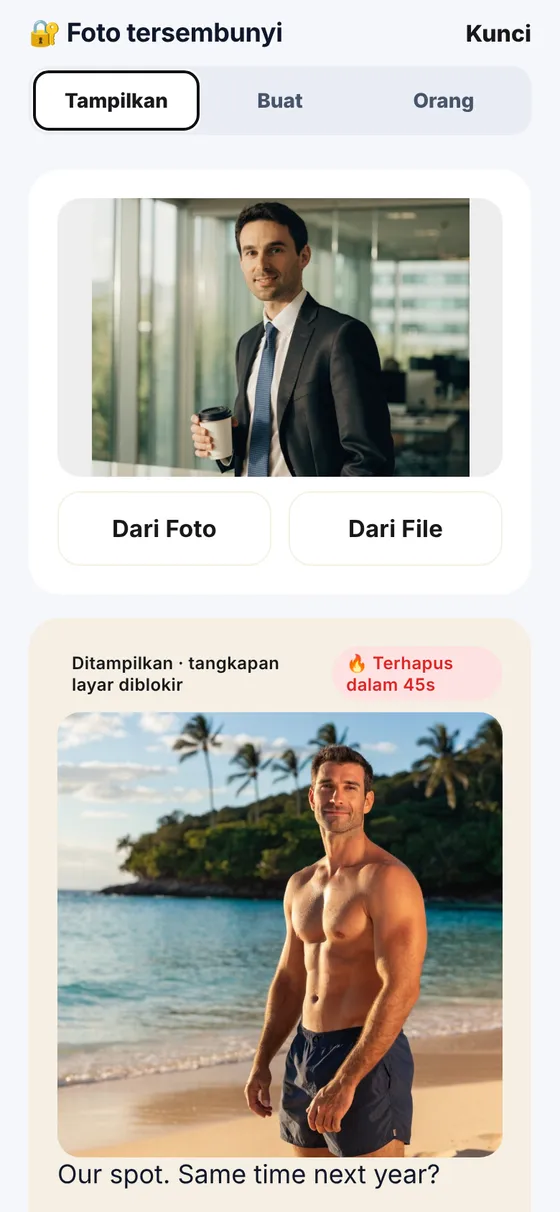 🔐 Foto tersembunyi
Kunci
Tampilkan
Buat
Orang
Dari Foto
Dari File
Ditampilkan · tangkapan
layar diblokir
🔥 Terhapus
dalam 45s
Our spot. Same time next year?